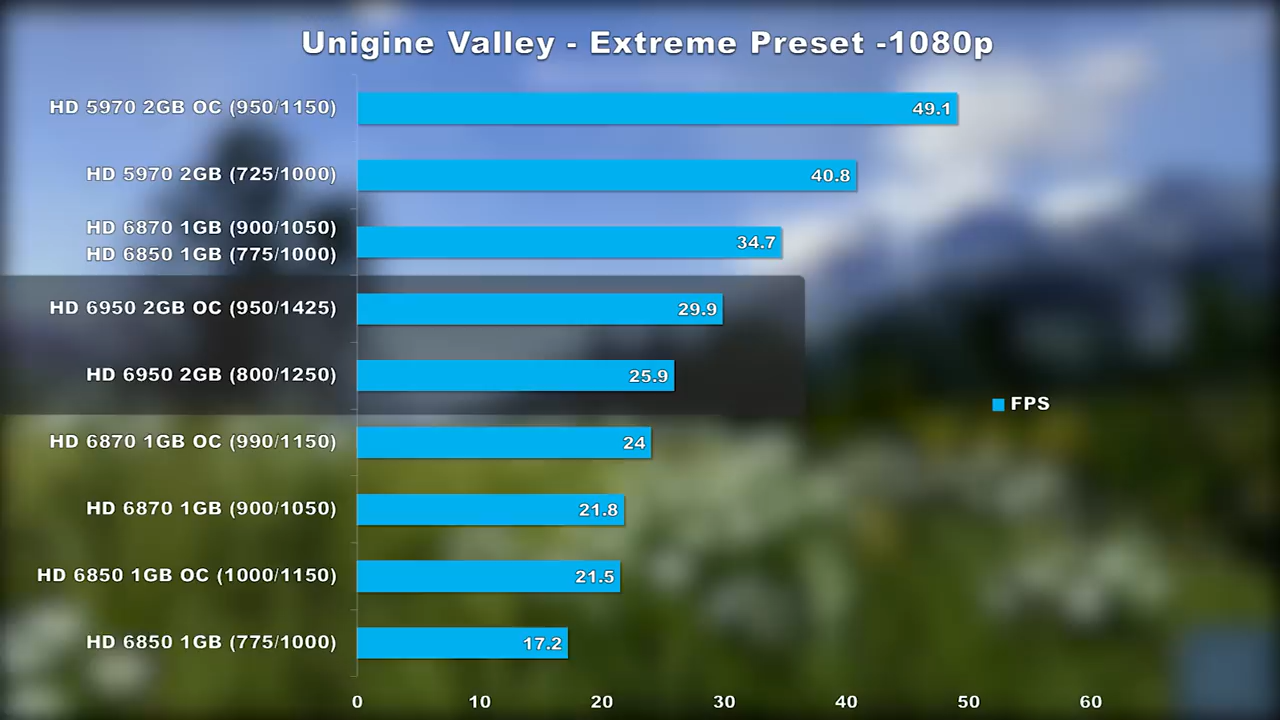 Unigine Valley - Extreme Preset -1080p
HD 5970 2GB OC (950/1150)
49.1
HD 5970 2GB (725/1000)
40.8
HD 6870 1GB (900/1050)
HD 6850 1GB (775/1000)
34.7
HD 6950 2GB OC (950/1425)
29.9
HD 6950 2GB (800/1250)
25.9
FPS
HD 6870 1GB OC (990/1150)
24
HD 6870 1GB (900/1050)
21.8
HD 6850 1GB OC (1000/1150)
21.5
HD 6850 1GB (775/1000)
17.2
0 10 20 30 40 50 60